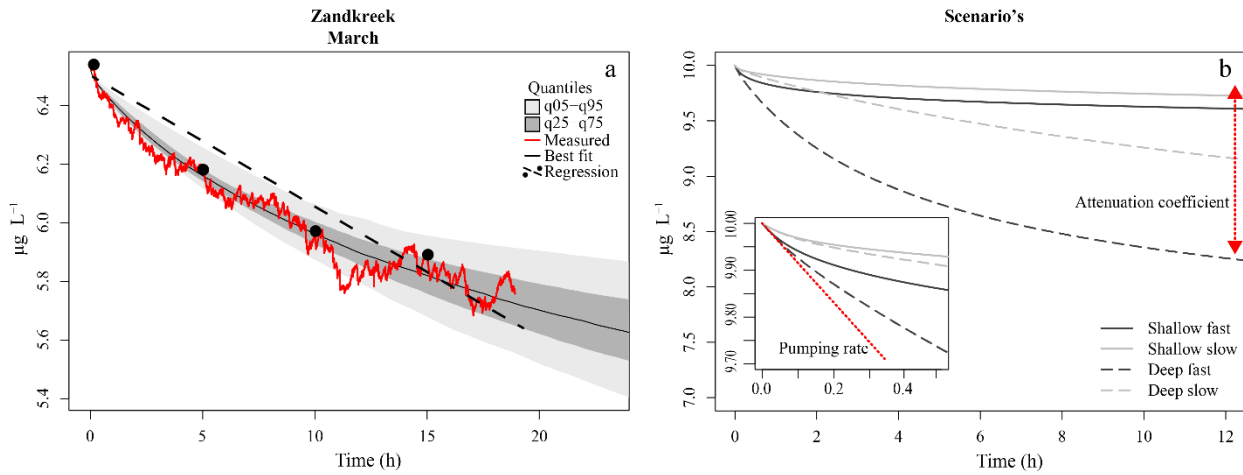 Zandkreek
March
a
Quantiles
q05−q95
q25−q75
Measured
Best fit
Regression
µg L⁻¹
6.4
6.2
6.0
5.8
5.6
5.4
0 5 10 15 20
Time (h)
Scenario's
b
µg L⁻¹
10.0
9.5
9.0
8.5
8.0
7.5
7.0
Attenuation coefficient
10.00
9.90
9.80
9.70
Pumping rate
0.0 0.2 0.4
Shallow fast
Shallow slow
Deep fast
Deep slow
0 2 4 6 8 10 12
Time (h)